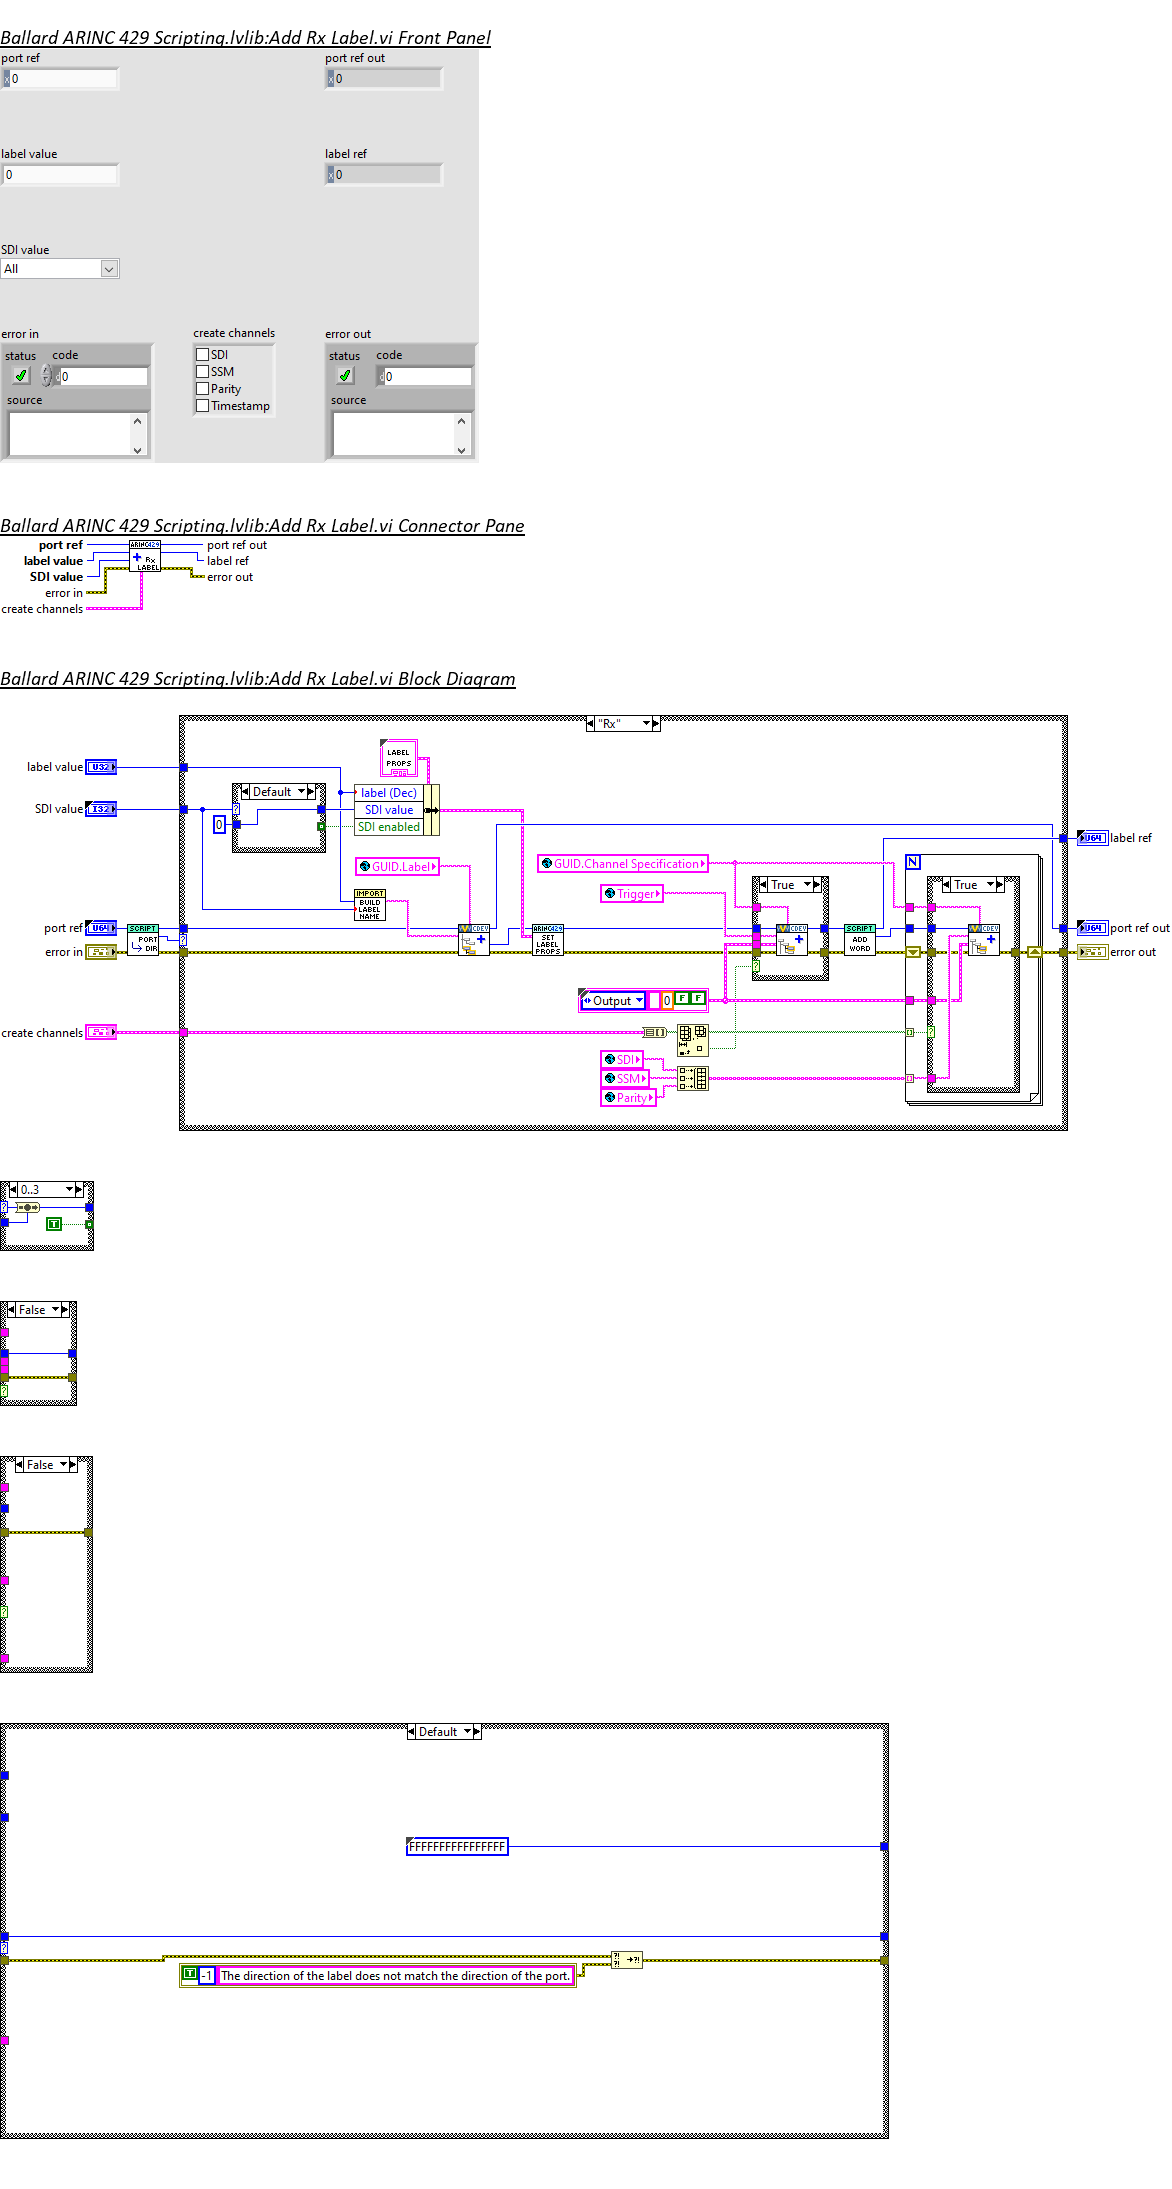 Ballard ARINC 429 Scripting.lvlib:Add Rx Label.vi Front Panel
port ref
port ref out
x 0
x 0
label value
label ref
0
x 0
SDI value
All
error in
create channels
error out
status code
SDI
status code
SSM
d 0
d 0
Parity
source
Timestamp
source
Ballard ARINC 429 Scripting.lvlib:Add Rx Label.vi Connector Pane
port ref
ARINC429
port ref out
label value
Rx
label ref
SDI value
LABEL
error out
error in
create channels
Ballard ARINC 429 Scripting.lvlib:Add Rx Label.vi Block Diagram
"Rx"
LABEL
PROPS
label value
U32
Default
label (Dec)
SDI value
I32
SDI value
0
SDI enabled
label ref
U64
GUID.Label
GUID.Channel Specification
N
True
True
Trigger
IMPORT
BUILD
LABEL
NAME
port ref
U64
SCRIPT
PORT
DIR
CDEV
ARINC429
SET
LABEL
PROPS
CDEV
SCRIPT
ADD
WORD
CDEV
U64
port ref out
error in
error out
Output
0
F
F
create channels
SDI
SSM
Parity
0..3
T
False
False
Default
FFFFFFFFFFFFFFFF
T
-1
The direction of the label does not match the direction of the port.